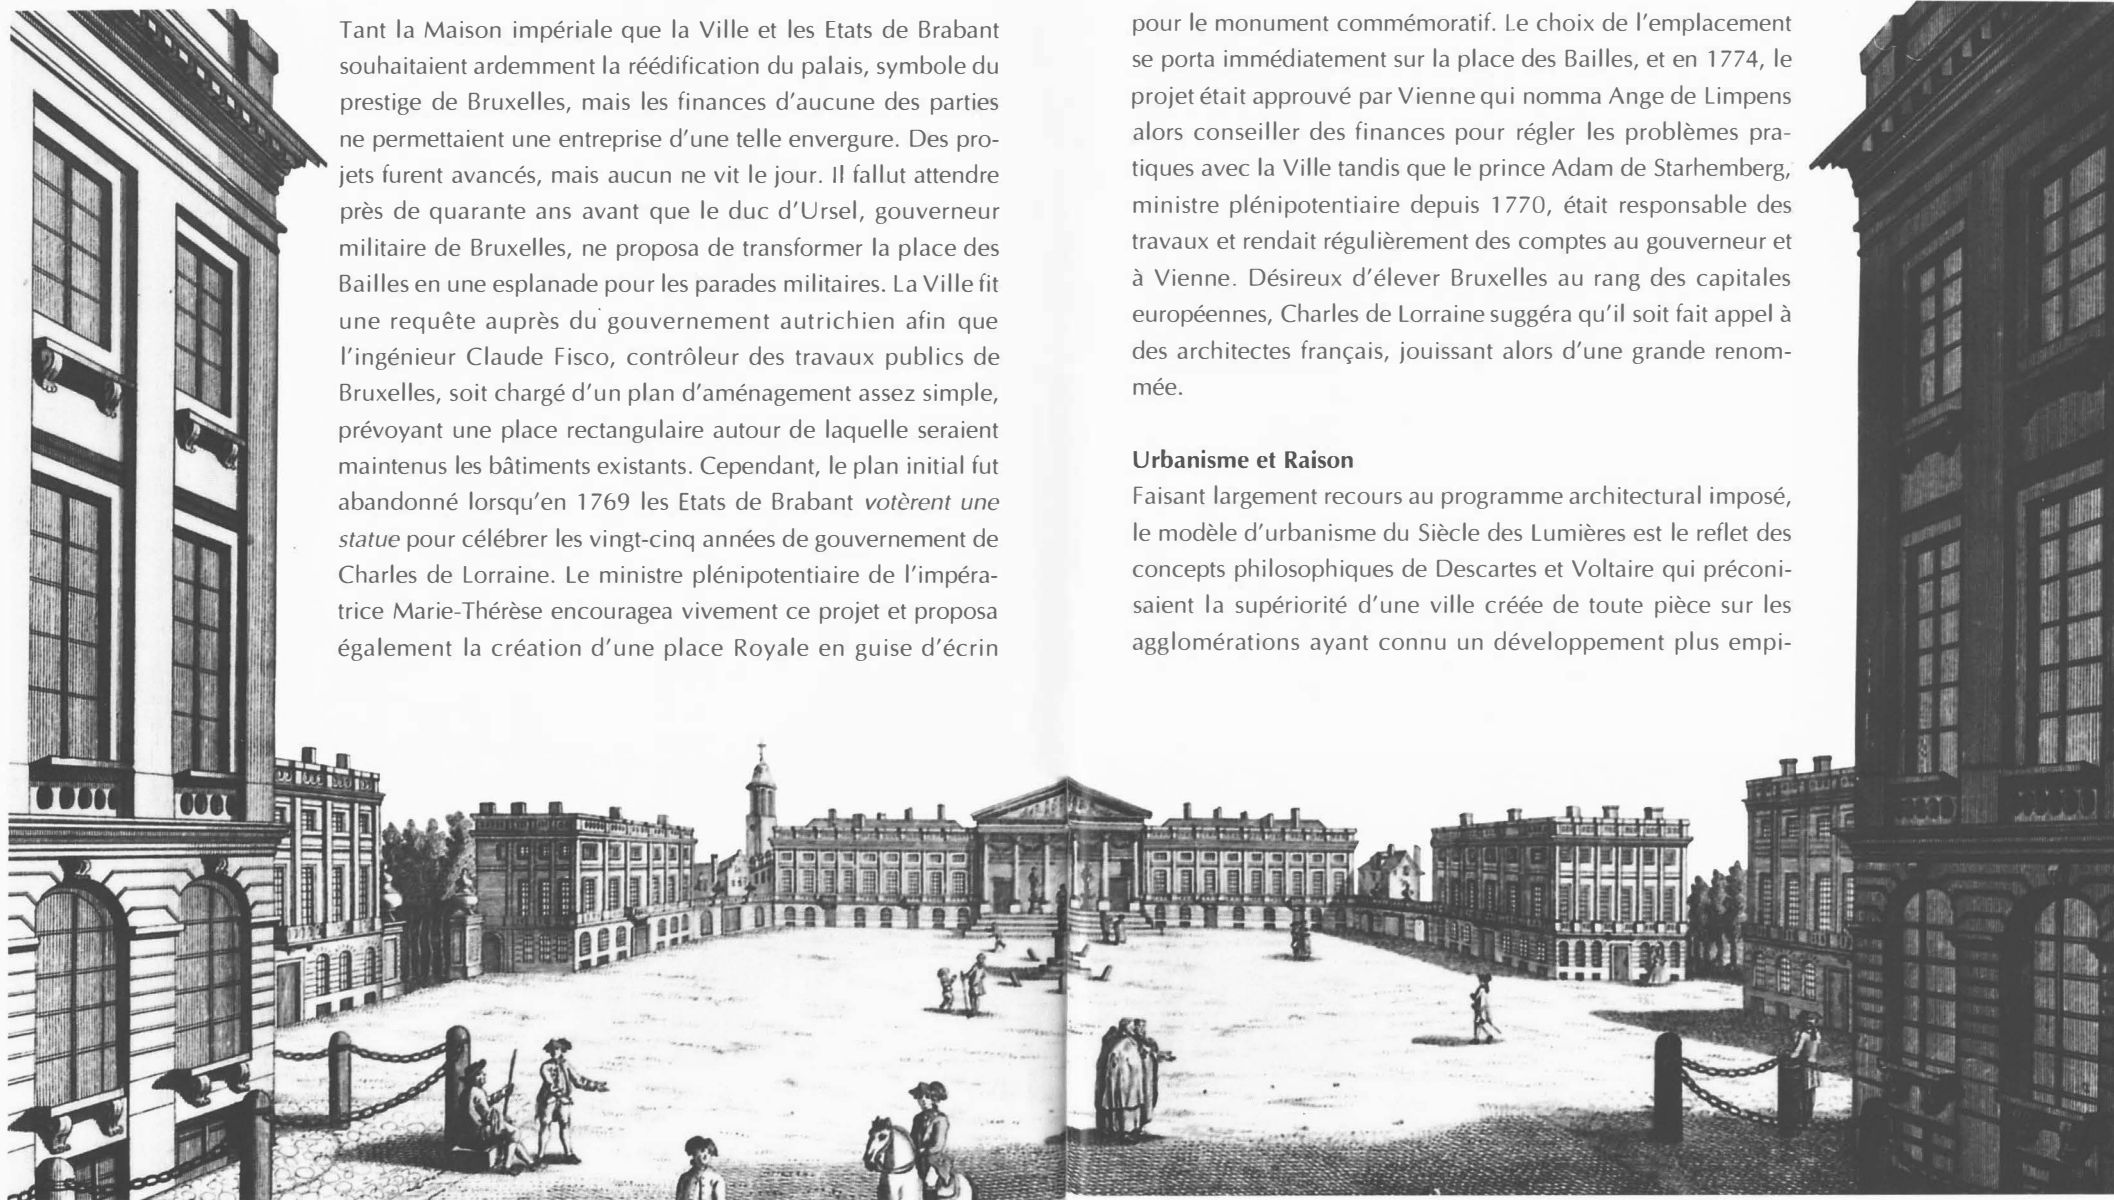 Tant la Maison impériale que la Ville et les Etats de Brabant
souhaitaient ardemment la réédification du palais, symbole du
prestige de Bruxelles, mais les finances d'aucune des parties
ne permettaient une entreprise d'une telle envergure. Des pro-
jets furent avancés, mais aucun ne vit le jour. Il fallut attendre
près de quarante ans avant que le duc d'Ursel, gouverneur
militaire de Bruxelles, ne proposa de transformer la place des
Bailles en une esplanade pour les parades militaires. La Ville fit
une requête auprès du gouvernement autrichien afin que
l'ingénieur Claude Fisco, contrôleur des travaux publics de
Bruxelles, soit chargé d'un plan d'aménagement assez simple,
prévoyant une place rectangulaire autour de laquelle seraient
maintenus les bâtiments existants. Cependant, le plan initial fut
abandonné lorsqu'en 1769 les Etats de Brabant votèrent une
statue pour célébrer les vingt-cinq années de gouvernement de
Charles de Lorraine. Le ministre plénipotentiaire de l'impéra-
trice Marie-Thérèse encouragea vivement ce projet et proposa
également la création d'une place Royale en guise d'écrin
pour le monument commémoratif. Le choix de l'emplacement
se porta immédiatement sur la place des Bailles, et en 1774, le
projet était approuvé par Vienne qui nomma Ange de Limpens
alors conseiller des finances pour régler les problèmes pra-
tiques avec la Ville tandis que le prince Adam de Starhemberg,
ministre plénipotentiaire depuis 1770, était responsable des
travaux et rendait régulièrement des comptes au gouverneur et
à Vienne. Désireux d'élever Bruxelles au rang des capitales
européennes, Charles de Lorraine suggéra qu'il soit fait appel à
des architectes français, jouissant alors d'une grande renom-
mée.
Urbanisme et Raison
Faisant largement recours au programme architectural imposé,
le modèle d'urbanisme du Siècle des Lumières est le reflet des
concepts philosophiques de Descartes et Voltaire qui préconi-
saient la supériorité d'une ville créée de toute pièce sur les
agglomérations ayant connu un développement plus empi-